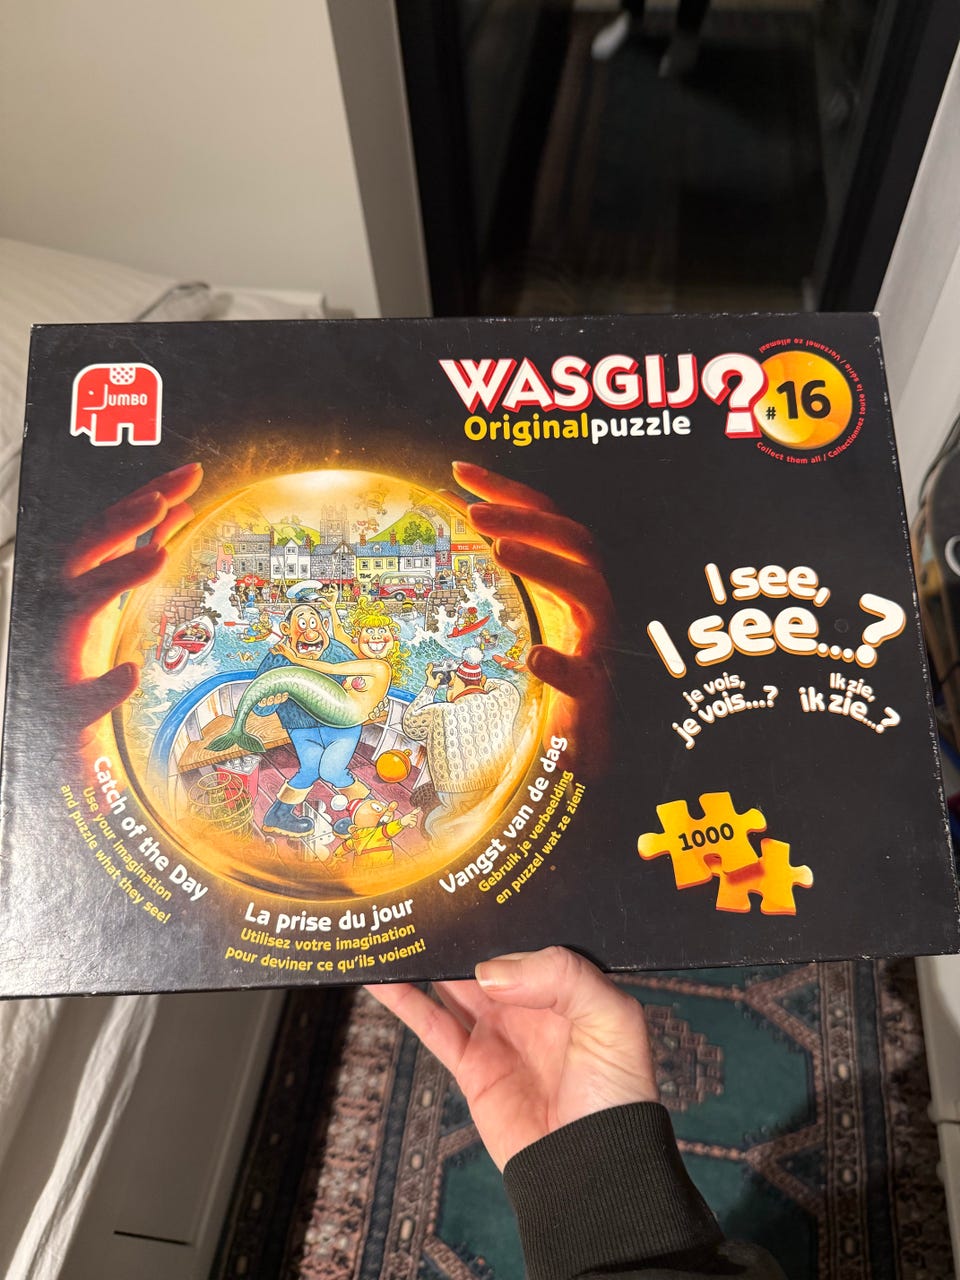 JUMBO
WASGIJ?
Originalpuzzle
#16
Collect them all / Collectionnez toute la série / Verzamel ze allemaal
I see,
I see...?
je vois,
je vois...?
Ik zie,
ik zie...?
1000
Catch of the Day
Use your imagination
and puzzle what they see!
La prise du jour
Utilisez votre imagination
pour deviner ce qu'ils voient!
Vangst van de dag
Gebruik je verbeelding
en puzzel wat ze zien!